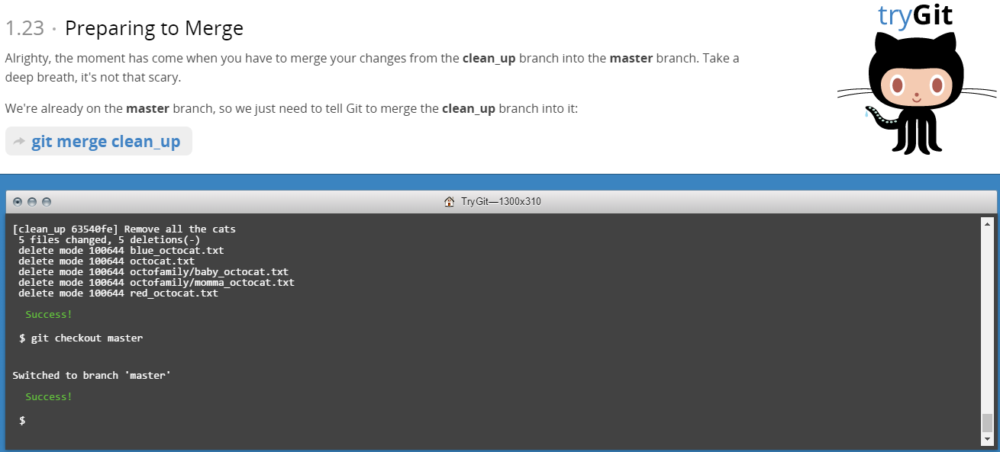 tryGit
1.23 · Preparing to Merge
Alrighty, the moment has come when you have to merge your changes from the clean_up branch into the master branch. Take a
deep breath, it's not that scary.
We're already on the master branch, so we just need to tell Git to merge the clean_up branch into it:
git merge clean_up
TryGit—1300x310
[clean_up 63540fe] Remove all the cats
5 files changed, 5 deletions(-)
delete mode 100644 blue_octocat.txt
delete mode 100644 octocat.txt
delete mode 100644 octofamily/baby_octocat.txt
delete mode 100644 octofamily/momma_octocat.txt
delete mode 100644 red_octocat.txt
Success!
$ git checkout master
Switched to branch 'master'
Success!
$